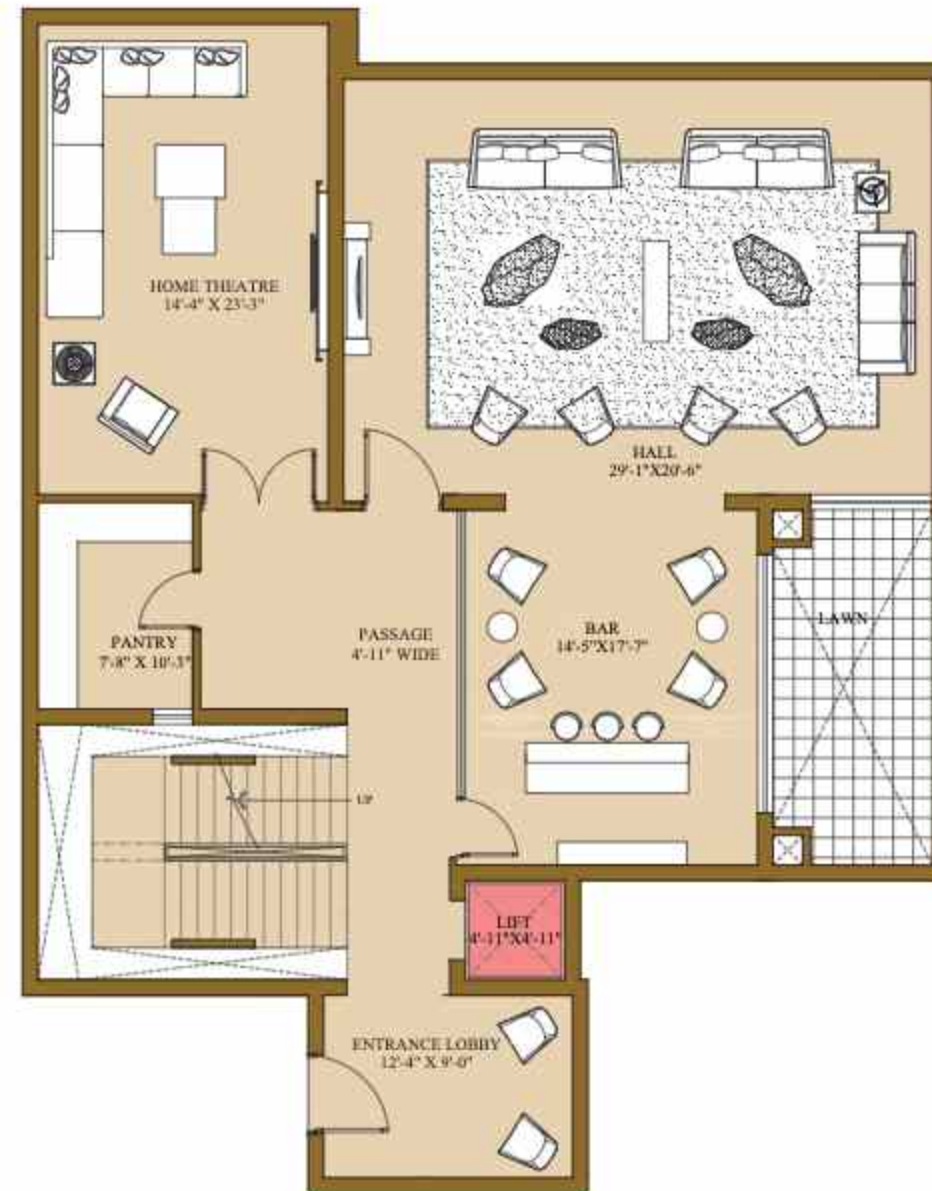 HOME THEATRE
14'-4" X 23'-3"
HALL
29'-1"X20'-6"
PANTRY
7'-8" X 10'-3"
PASSAGE
4'-11" WIDE
BAR
14'-5"X17'-7"
LAWN
UP
LIFT
4'-11"X4'-11"
ENTRANCE LOBBY
12'-4" X 9'-0"